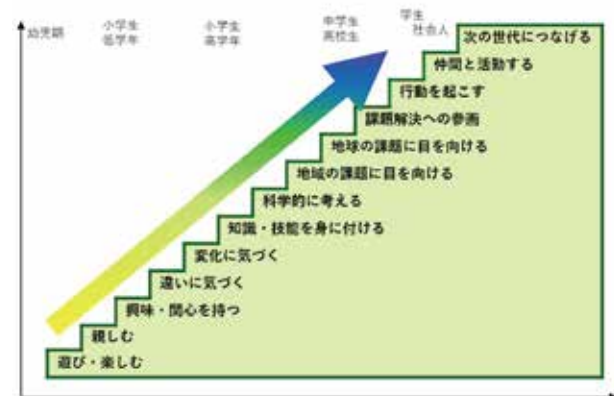 幼児期
小学生
低学年
小学生
高学年
中学生
高校生
学生
社会人
次の世代につなげる
仲間と活動する
行動を起こす
課題解決への参画
地球の課題に目を向ける
地域の課題に目を向ける
科学的に考える
知識・技能を身に付ける
変化に気づく
違いに気づく
興味・関心を持つ
親しむ
遊び・楽しむ